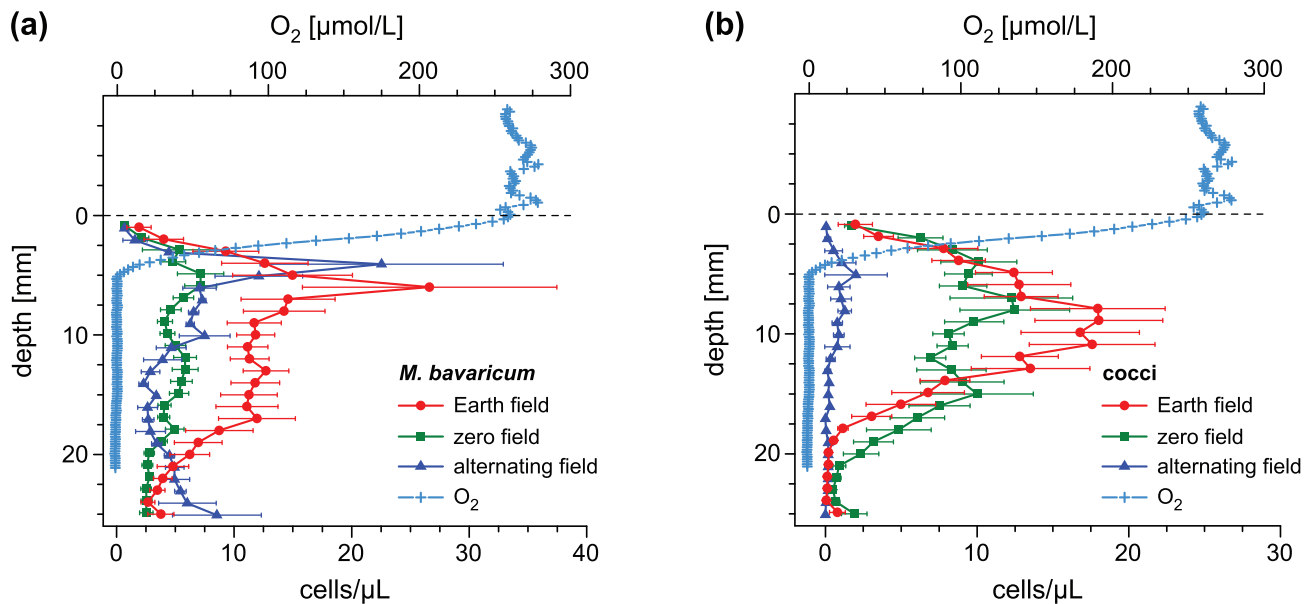 (a)
O2 [µmol/L]
0 100 200 300
0
10
20
depth [mm]
M. bavaricum
Earth field
zero field
alternating field
O2
0 10 20 30 40
cells/µL
(b)
O2 [µmol/L]
0 100 200 300
0
10
20
depth [mm]
cocci
Earth field
zero field
alternating field
O2
0 10 20 30
cells/µL